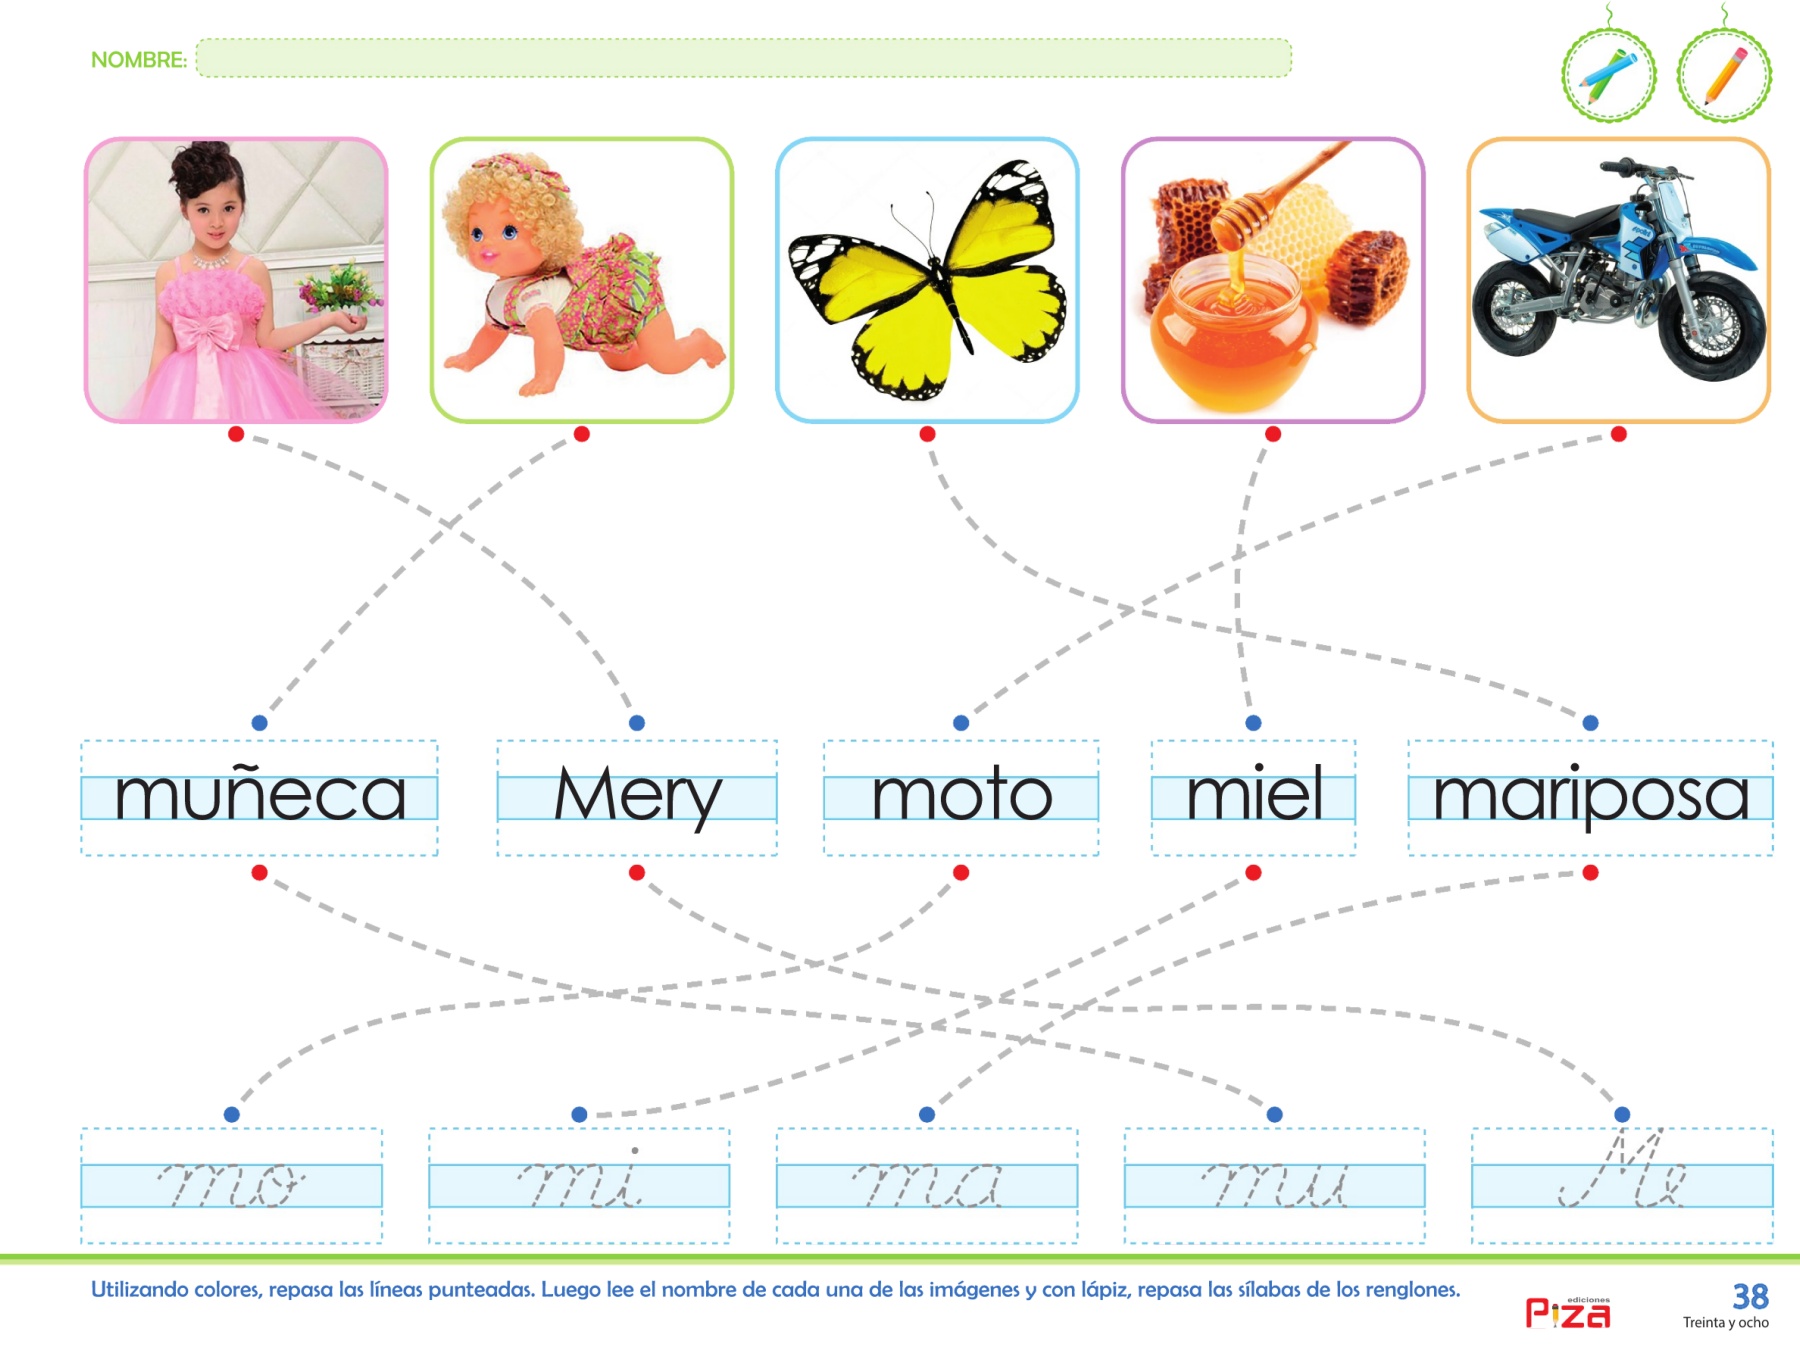 NOMBRE:
muñeca Mery moto miel mariposa
mo mi ma mu Me
Utilizando colores, repasa las líneas punteadas. Luego lee el nombre de cada una de las imágenes y con lápiz, repasa las sílabas de los renglones.
ediciones
Piza
38
Treinta y ocho